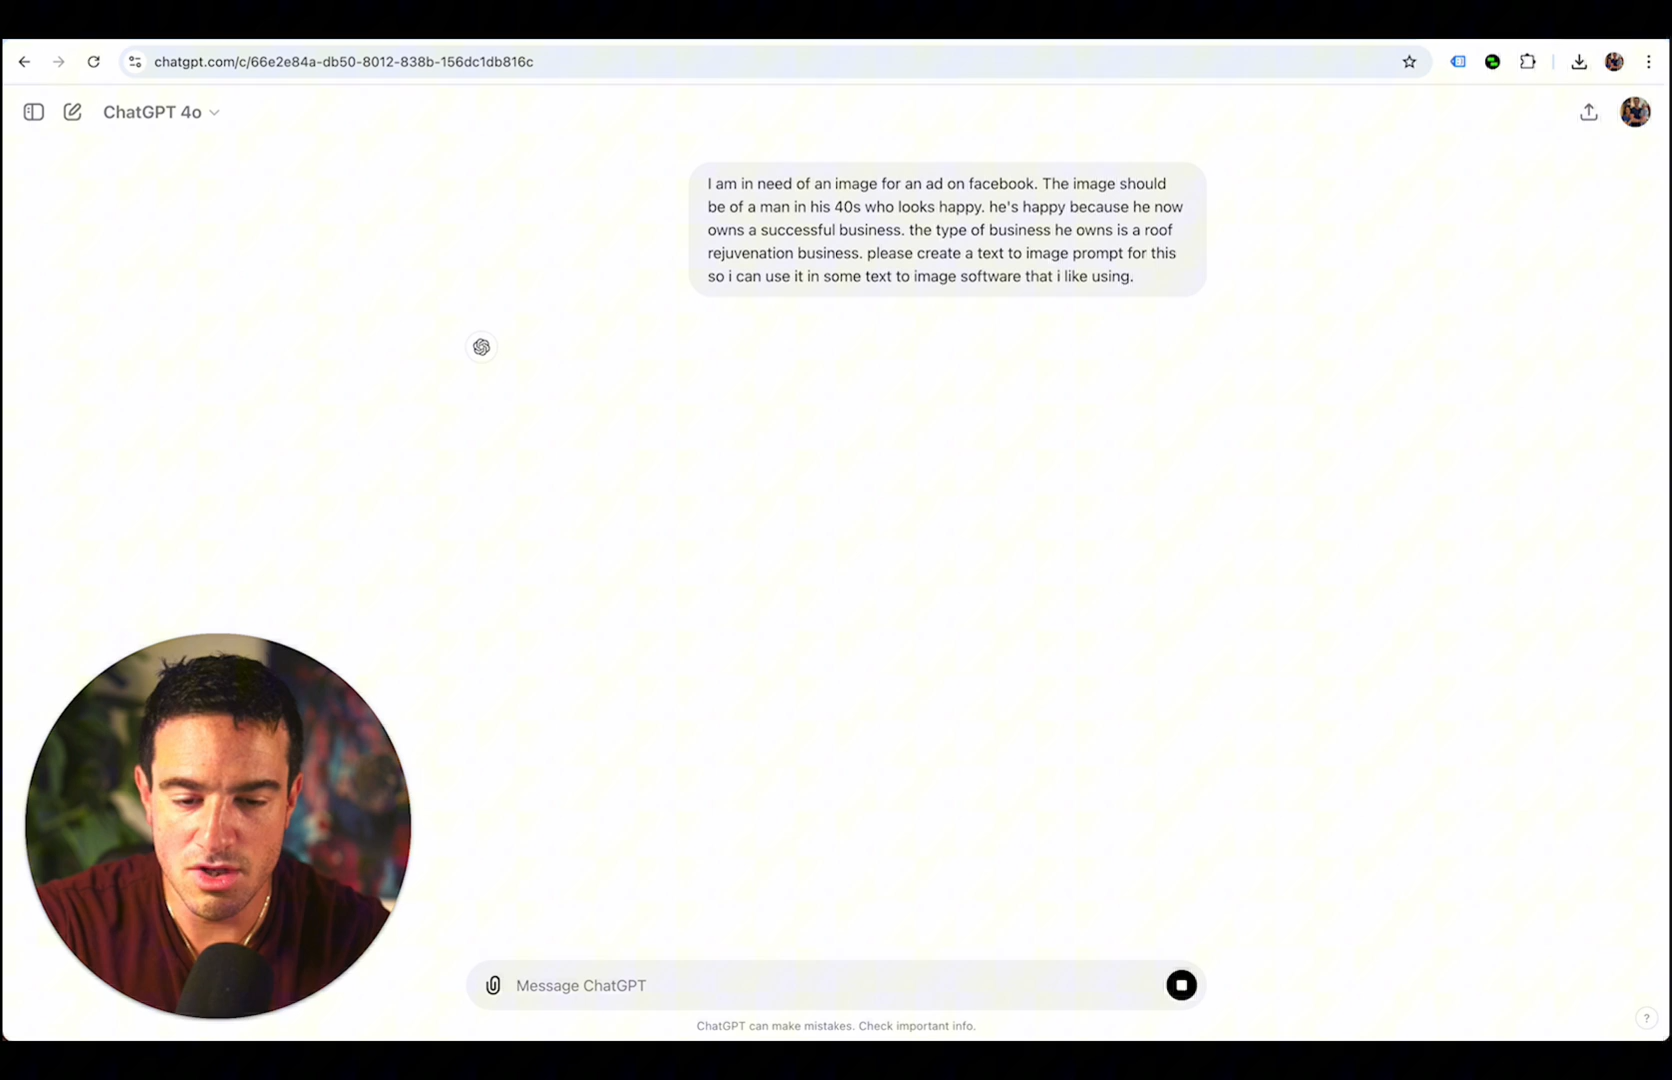 chatgpt.com/c/66e2e84a-db50-8012-838b-156dc1db816c
ChatGPT 4o
I am in need of an image for an ad on facebook. The image should
be of a man in his 40s who looks happy. he's happy because he now
owns a successful business. the type of business he owns is a roof
rejuvenation business. please create a text to image prompt for this
so i can use it in some text to image software that i like using.
Message ChatGPT
ChatGPT can make mistakes. Check important info.
?